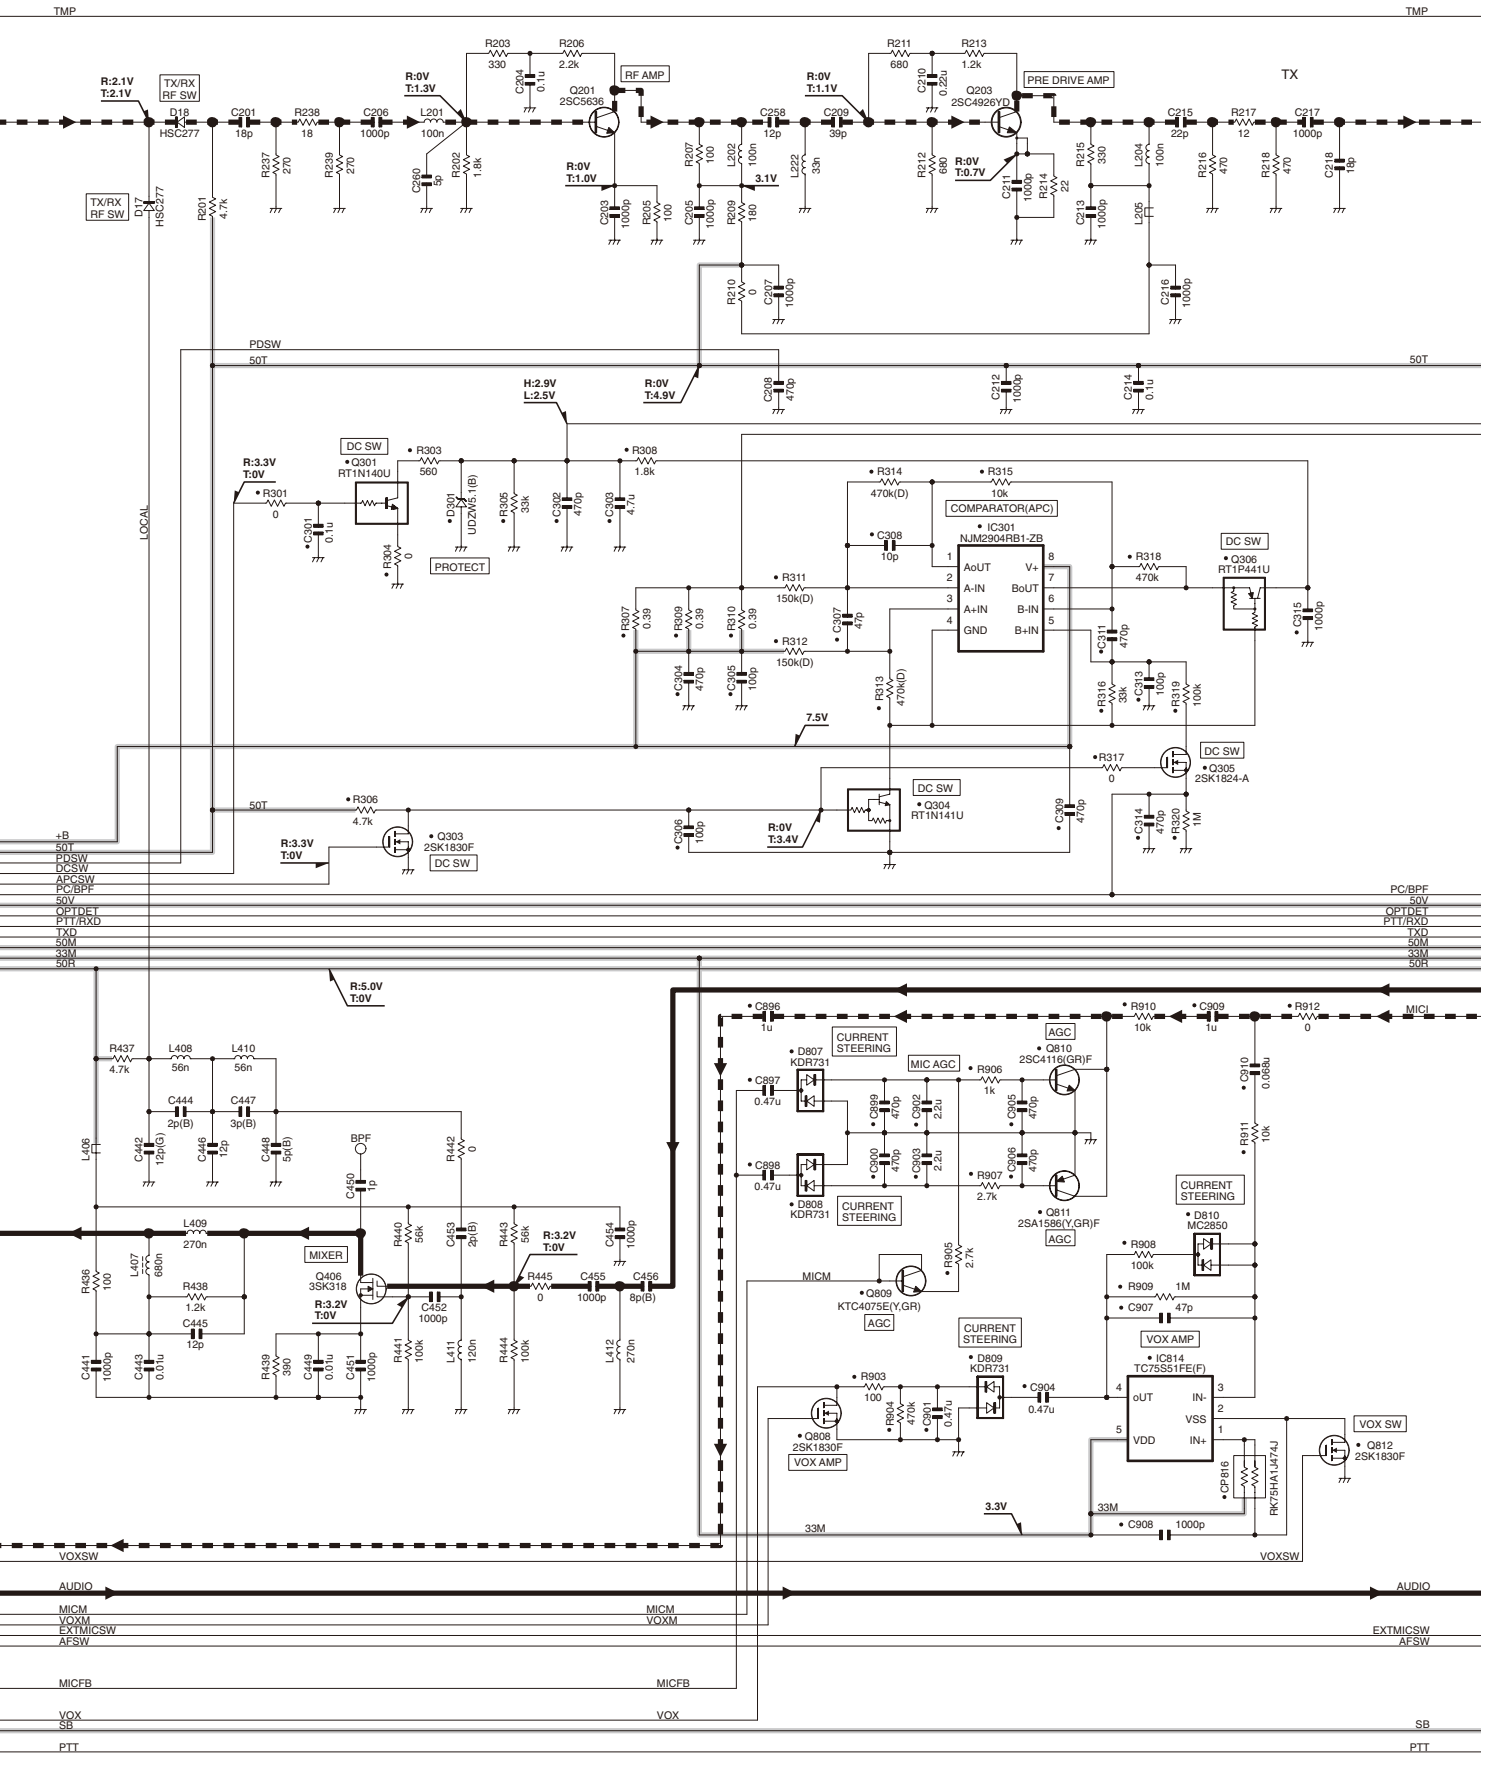 TMP
TMP
R203
330
R206
2.2k
C204
0.1u
R:2.1V
T:2.1V
TX/RX
RF SW
D18
HSC277
C201
18p
R238
18
C206
1000p
L201
100n
R:0V
T:1.3V
Q201
2SC5636
RF AMP
R211
680
R213
1.2k
C210
0.22u
R:0V
T:1.1V
Q203
2SC4926YD
PRE DRIVE AMP
TX
C258
12p
C209
39p
C215
22p
R217
12
C217
1000p
R237
270
R239
270
C260
5p
R202
1.8k
R207
100
L202
100n
L222
33n
R212
680
R:0V
T:0.7V
R215
330
L204
100n
R216
470
R218
470
C218
18p
TX/RX
RF SW
D17
HSC277
R201
4.7k
R:0V
T:1.0V
C203
1000p
R205
100
C205
1000p
3.1V
R209
180
C211
1000p
R214
22
C213
1000p
L205
R210
0
C207
1000p
C216
1000p
PDSW
50T
50T
H:2.9V
L:2.5V
R:0V
T:4.9V
C208
470p
C212
1000p
C214
0.1u
DC SW
• Q301
RT1N140U
R:3.3V
T:0V
• R301
0
• C301
0.1u
• R304
0
• R303
560
• D301
UDZW5.1(B)
PROTECT
• R305
33k
• C302
470p
• C303
4.7u
• R308
1.8k
LOCAL
• R314
470k(D)
• R315
10k
COMPARATOR(APC)
• IC301
NJM2904RB1-ZB
• C308
10p
1
AoUT
2
A-IN
3
A+IN
4
GND
8
V+
7
BoUT
6
B-IN
5
B+IN
• R318
470k
DC SW
• Q306
RT1P441U
• C315
1000p
• R311
150k(D)
• R307
0.39
• R309
0.39
• R310
0.39
• C307
47p
• R312
150k(D)
• C304
470p
• C305
100p
• R313
470k(D)
• C311
470p
• R316
33k
• C313
100p
• R319
100k
7.5V
• R317
0
DC SW
• Q305
2SK1824-A
50T
• R306
4.7k
R:3.3V
T:0V
• Q303
2SK1830F
DC SW
• C306
100p
R:0V
T:3.4V
DC SW
• Q304
RT1N141U
• C309
470p
• C314
470p
• R320
1M
+B
50T
PDSW
DCSW
APCSW
PC/BPF
PC/BPF
50V
50V
OPTDET
OPTDET
PTT/RXD
PTT/RXD
TXD
TXD
50M
50M
33M
33M
50R
50R
R:5.0V
T:0V
• C896
1u
• R910
10k
• C909
1u
• R912
0
MICI
R437
4.7k
L408
56n
L410
56n
C444
2p(B)
C447
3p(B)
L406
C442
12p(G)
C446
12p
C448
5p(B)
BPF
C450
1p
R442
0
CURRENT
STEERING
• D807
KDR731
• C897
0.47u
MIC AGC
• R906
1k
AGC
• Q810
2SC4116(GR)F
• C899
470p
• C902
2.2u
• C905
470p
• C910
0.068u
• R911
10k
• C898
0.47u
• D808
KDR731
CURRENT
STEERING
• C900
470p
• C903
2.2u
• R907
2.7k
• C906
470p
• Q811
2SA1586(Y,GR)F
AGC
CURRENT
STEERING
• D810
MC2850
L409
270n
L407
680n
R436
100
R438
1.2k
C445
12p
MIXER
Q406
3SK318
R:3.2V
T:0V
R440
56k
C453
2p(B)
R443
56k
R:3.2V
T:0V
R445
0
C454
1000p
C455
1000p
C456
8p(B)
C452
1000p
C441
1000p
C443
0.01u
R439
390
C449
0.01u
C451
1000p
R441
100k
L411
120n
R444
100k
L412
270n
MICM
• Q809
KTC4075E(Y,GR)
AGC
• R905
2.7k
• R908
100k
• R909
1M
• C907
47p
VOX AMP
• IC814
TC75S51FE(F)
CURRENT
STEERING
• D809
KDR731
• R903
100
• C904
0.47u
• Q808
2SK1830F
VOX AMP
• R904
470k
• C901
0.47u
4
oUT
5
VDD
3
IN-
2
VSS
1
IN+
VOX SW
• Q812
2SK1830F
• CP816
RK75HA1J474J
3.3V
33M
33M
• C908
1000p
VOXSW
VOXSW
AUDIO
AUDIO
MICM
MICM
VOXM
VOXM
EXTMICSW
EXTMICSW
AFSW
AFSW
MICFB
MICFB
VOX
VOX
SB
SB
PTT
PTT